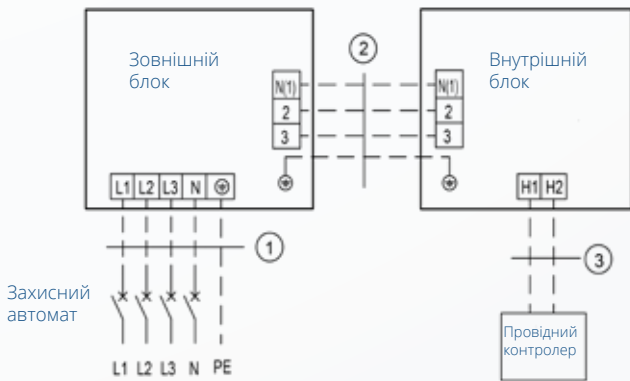 Зовнішній
блок
2
Внутрішній
блок
N(1)
2
3
N(1)
2
3
L1 L2 L3 N
H1 H2
1
3
Захисний
автомат
Провідний
контролер
L1 L2 L3 N PE